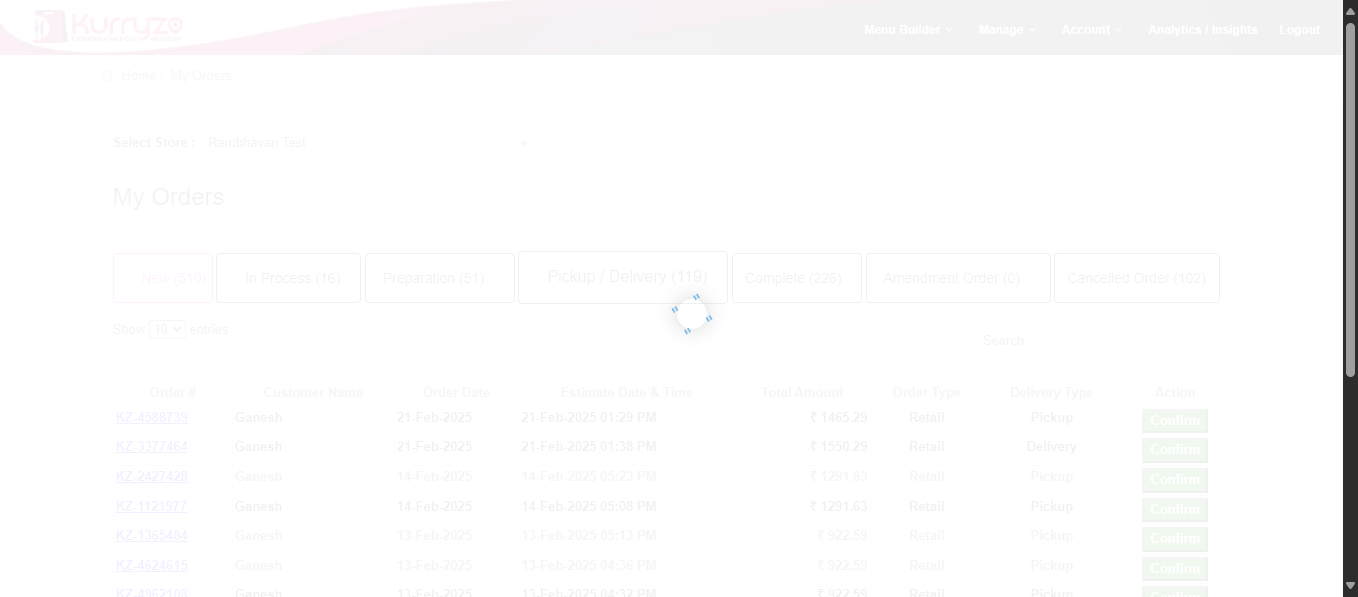 Kurryzo
Menu Builder Manage Account Analytics / Insights Logout
Home › My Orders
Select Store : Rambhavan Test
My Orders
New (510) In Process (16) Preparation (51) Pickup / Delivery (119) Complete (226) Amendment Order (0) Cancelled Order (102)
Show 10 entries
Search
Order # Customer Name Order Date Estimate Date & Time Total Amount Order Type Delivery Type Action
KZ-4588739 Ganesh 21-Feb-2025 21-Feb-2025 01:29 PM ₹ 1465.29 Retail Pickup Confirm
KZ-3377464 Ganesh 21-Feb-2025 21-Feb-2025 01:38 PM ₹ 1550.29 Retail Delivery Confirm
KZ-2427428 Ganesh 14-Feb-2025 14-Feb-2025 05:23 PM ₹ 1291.63 Retail Pickup Confirm
KZ-1121977 Ganesh 14-Feb-2025 14-Feb-2025 05:08 PM ₹ 1291.63 Retail Pickup Confirm
KZ-1365484 Ganesh 13-Feb-2025 13-Feb-2025 05:13 PM ₹ 922.59 Retail Pickup Confirm
KZ-4624615 Ganesh 13-Feb-2025 13-Feb-2025 04:36 PM ₹ 922.59 Retail Pickup Confirm
KZ-4962108 Ganesh 13-Feb-2025 13-Feb-2025 04:32 PM ₹ 922.59 Retail Pickup Confirm